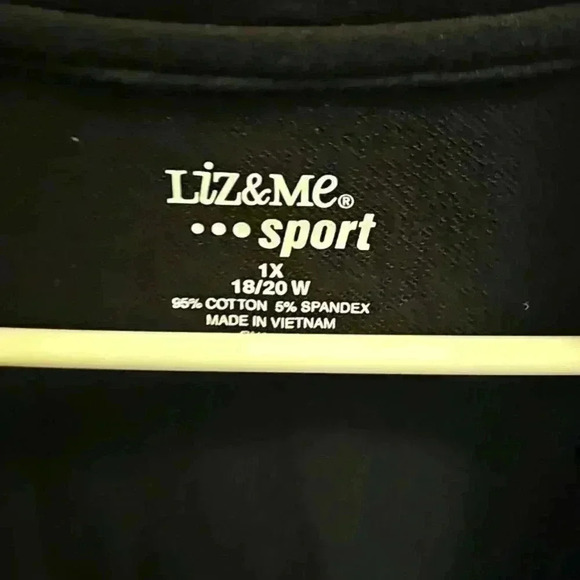 Liz&Me®
•••sport
1X
18/20 W
95% COTTON 5% SPANDEX
MADE IN VIETNAM